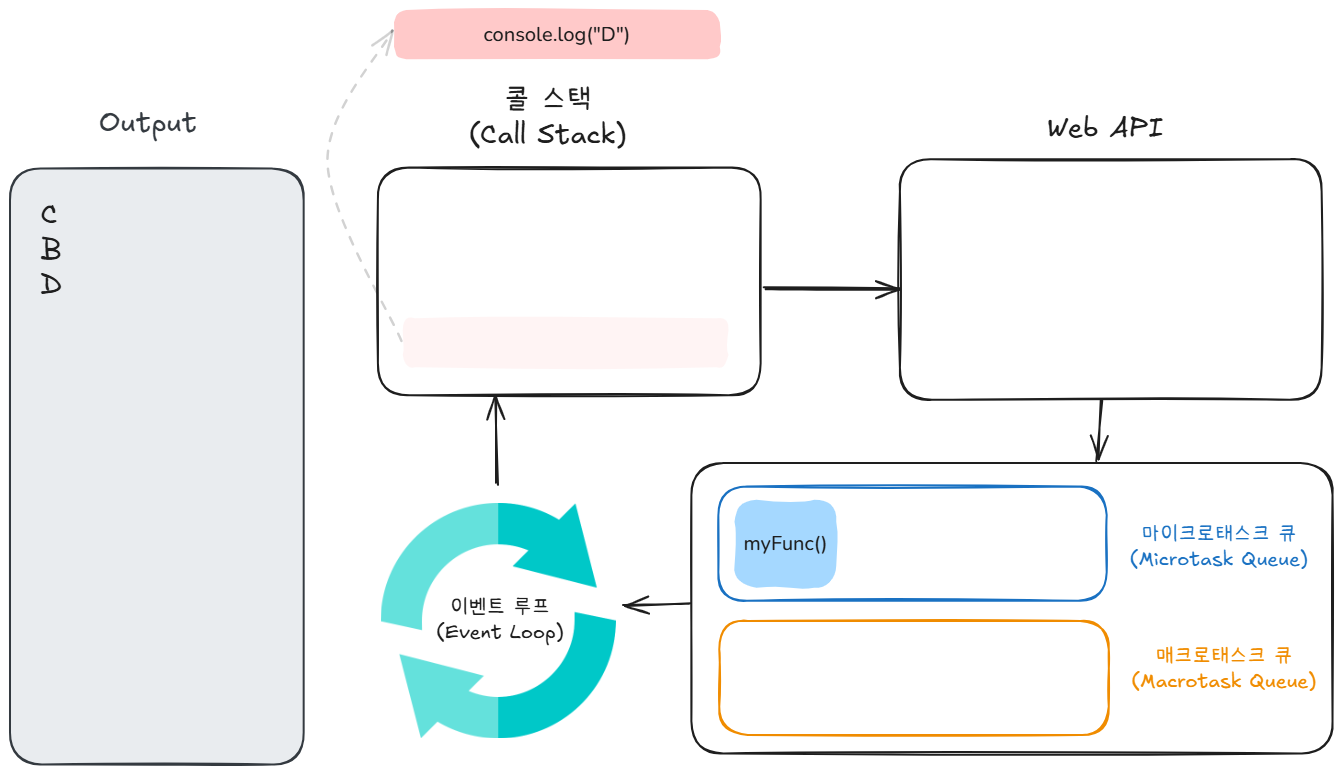 console.log("D")
콜 스택
(Call Stack)
Output
Web API
C
B
D
myFunc()
마이크로태스크 큐
(Microtask Queue)
이벤트 루프
(Event Loop)
매크로태스크 큐
(Macrotask Queue)